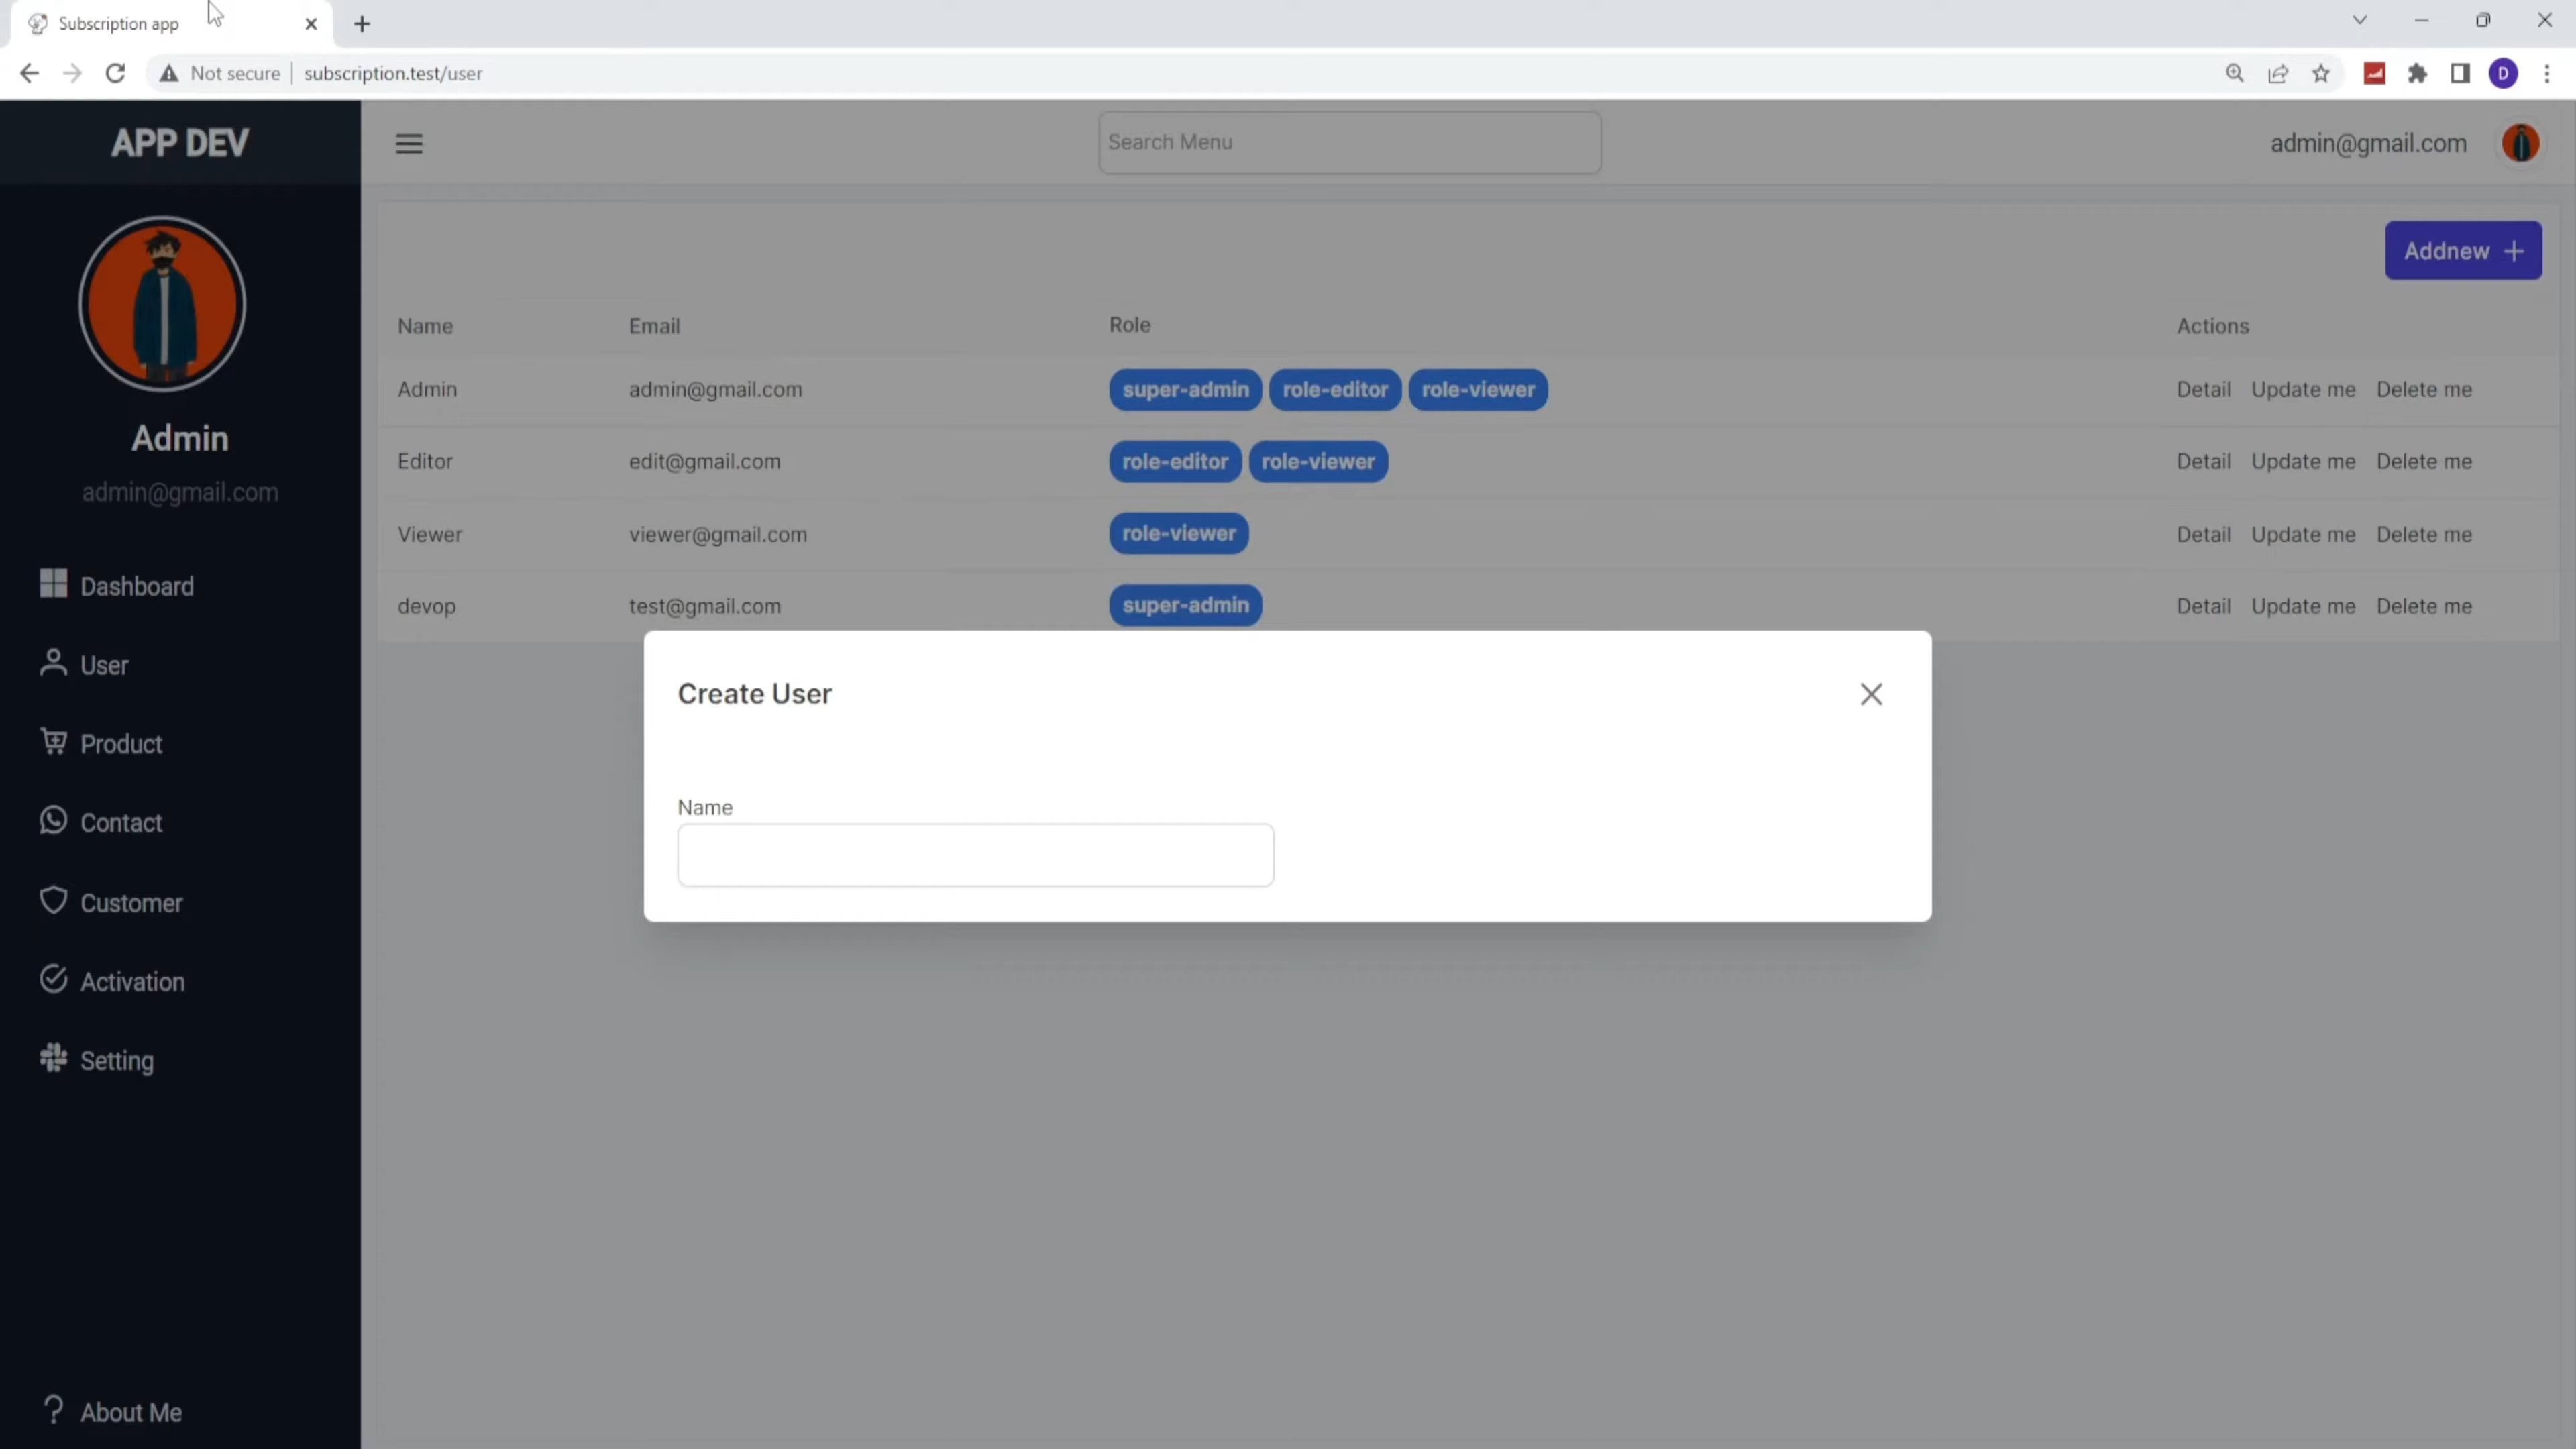 Subscription app
Not secure subscription.test/user
D
APP DEV
Search Menu
admin@gmail.com
Admin
admin@gmail.com
Dashboard
User
Product
Contact
Customer
Activation
Setting
About Me
Addnew +
Name Email Role Actions
Admin admin@gmail.com super-admin role-editor role-viewer Detail Update me Delete me
Editor edit@gmail.com role-editor role-viewer Detail Update me Delete me
Viewer viewer@gmail.com role-viewer Detail Update me Delete me
devop test@gmail.com super-admin Detail Update me Delete me
Create User
Name